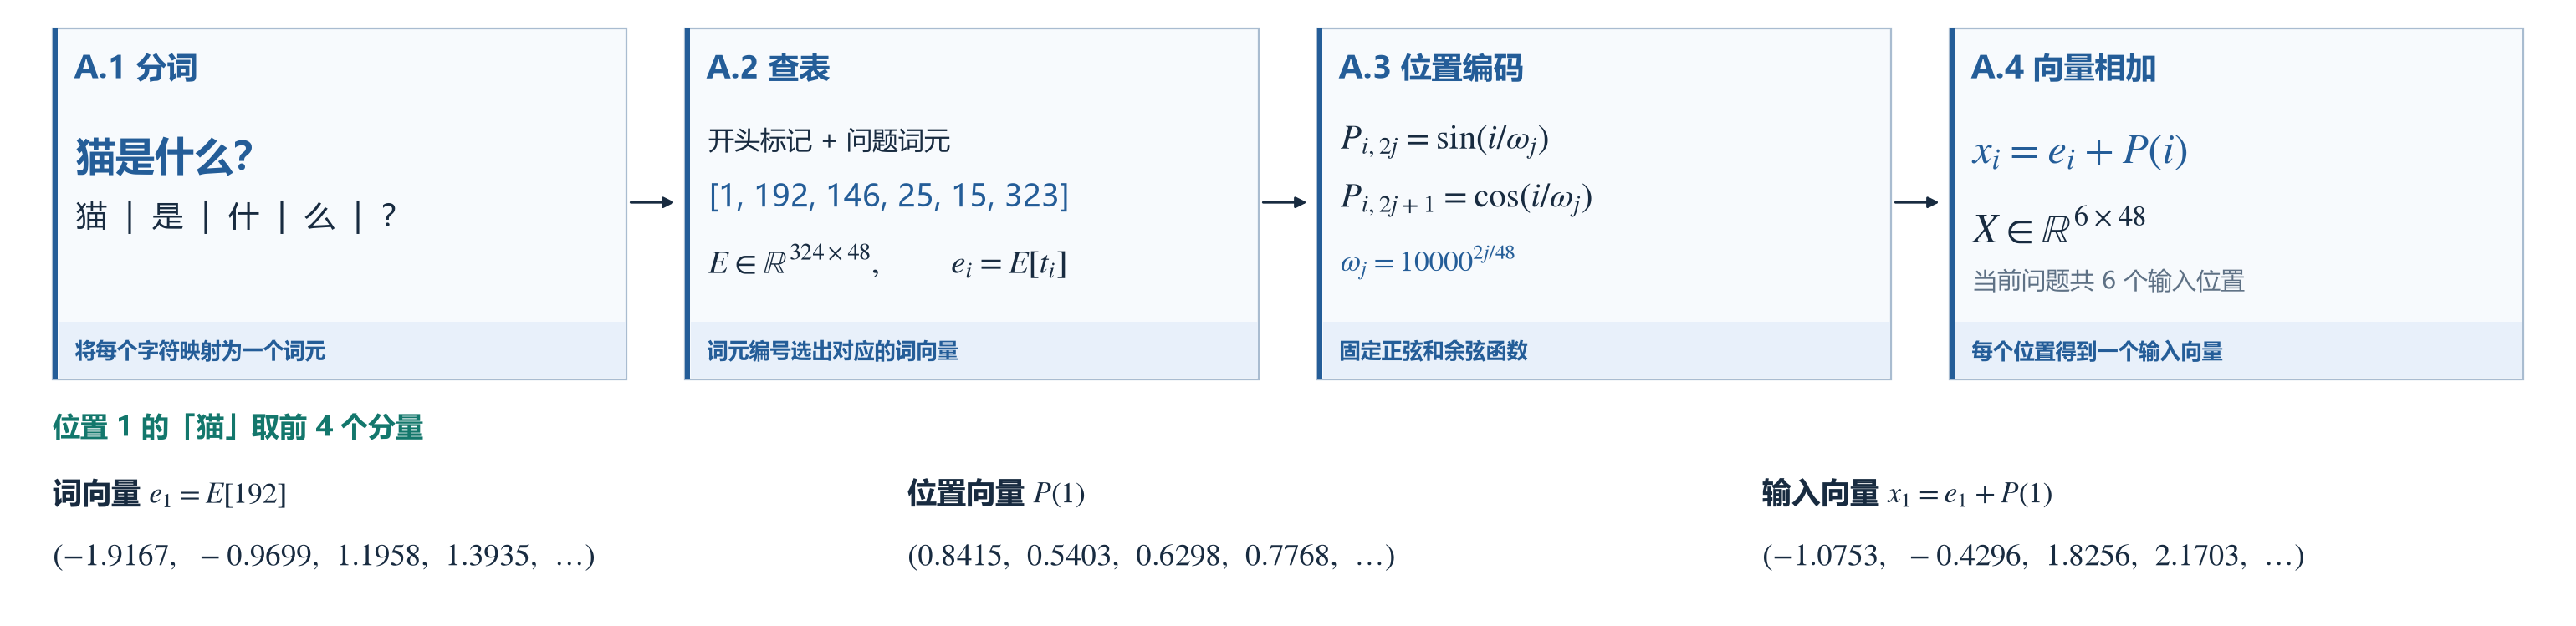 A.1 分词
猫是什么？
猫 | 是 | 什 | 么 | ？
将每个字符映射为一个词元
A.2 查表
开头标记 + 问题词元
[1, 192, 146, 25, 15, 323]
E ∈ ℝ^{324×48}, e_i = E[t_i]
词元编号选出对应的词向量
A.3 位置编码
P_{i, 2j} = sin(i/ω_j)
P_{i, 2j+1} = cos(i/ω_j)
ω_j = 10000^{2j/48}
固定正弦和余弦函数
A.4 向量相加
x_i = e_i + P(i)
X ∈ ℝ^{6×48}
当前问题共 6 个输入位置
每个位置得到一个输入向量
位置 1 的「猫」取前 4 个分量
词向量 e_1 = E[192]
(−1.9167, −0.9699, 1.1958, 1.3935, …)
位置向量 P(1)
(0.8415, 0.5403, 0.6298, 0.7768, …)
输入向量 x_1 = e_1 + P(1)
(−1.0753, −0.4296, 1.8256, 2.1703, …)